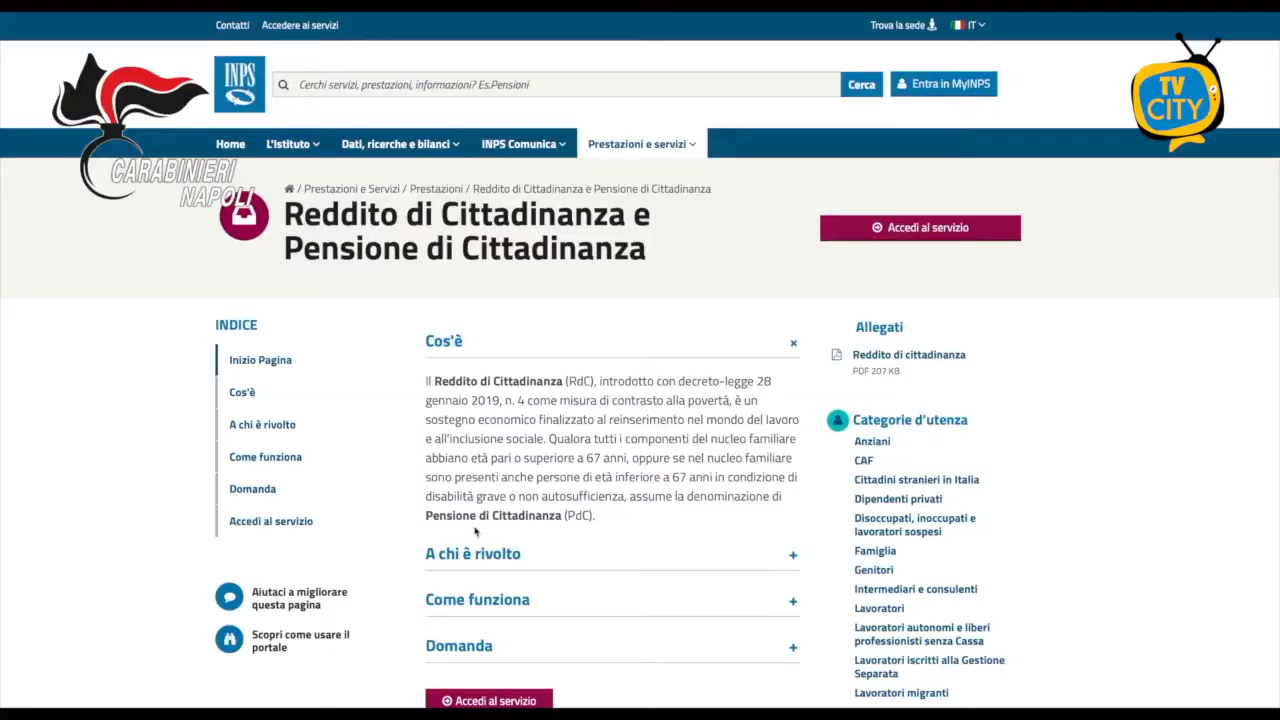 Contatti Accedere ai servizi Trova la sede IT
INPS
Cerchi servizi, prestazioni, informazioni? Es.Pensioni
Cerca
Entra in MyINPS
TV
CITY
Home L'Istituto Dati, ricerche e bilanci INPS Comunica Prestazioni e servizi
CARABINIERI
NAPOLI
/ Prestazioni e Servizi / Prestazioni / Reddito di Cittadinanza e Pensione di Cittadinanza
Reddito di Cittadinanza e
Pensione di Cittadinanza
Accedi al servizio
INDICE
Inizio Pagina
Cos'è
A chi è rivolto
Come funziona
Domanda
Accedi al servizio
Aiutaci a migliorare
questa pagina
Scopri come usare il
portale
Cos'è
Il Reddito di Cittadinanza (RdC), introdotto con decreto-legge 28
gennaio 2019, n. 4 come misura di contrasto alla povertà, è un
sostegno economico finalizzato al reinserimento nel mondo del lavoro
e all'inclusione sociale. Qualora tutti i componenti del nucleo familiare
abbiano età pari o superiore a 67 anni, oppure se nel nucleo familiare
sono presenti anche persone di età inferiore a 67 anni in condizione di
disabilità grave o non autosufficienza, assume la denominazione di
Pensione di Cittadinanza (PdC).
A chi è rivolto
Come funziona
Domanda
Accedi al servizio
Allegati
Reddito di cittadinanza
PDF 207 KB
Categorie d'utenza
Anziani
CAF
Cittadini stranieri in Italia
Dipendenti privati
Disoccupati, inoccupati e
lavoratori sospesi
Famiglia
Genitori
Intermediari e consulenti
Lavoratori
Lavoratori autonomi e liberi
professionisti senza Cassa
Lavoratori iscritti alla Gestione
Separata
Lavoratori migranti